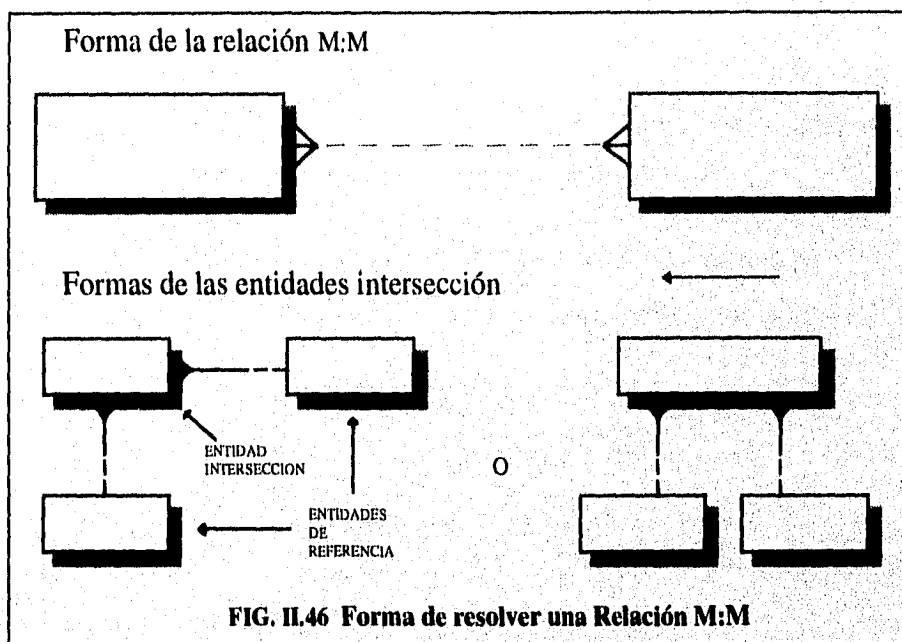 Forma de la relación M:M
Formas de las entidades intersección
ENTIDAD
INTERSECCION
O
ENTIDADES
DE
REFERENCIA
FIG. II.46 Forma de resolver una Relación M:M